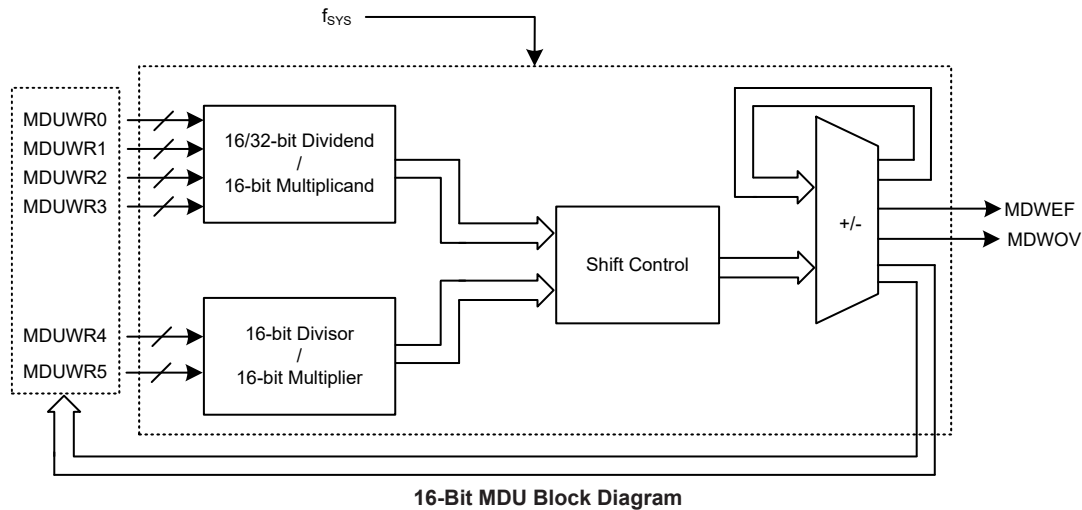 fSYS
MDUWR0
MDUWR1
MDUWR2
MDUWR3
16/32-bit Dividend
/
16-bit Multiplicand
MDUWR4
MDUWR5
16-bit Divisor
/
16-bit Multiplier
Shift Control
+/-
MDWEF
MDWOV
16-Bit MDU Block Diagram